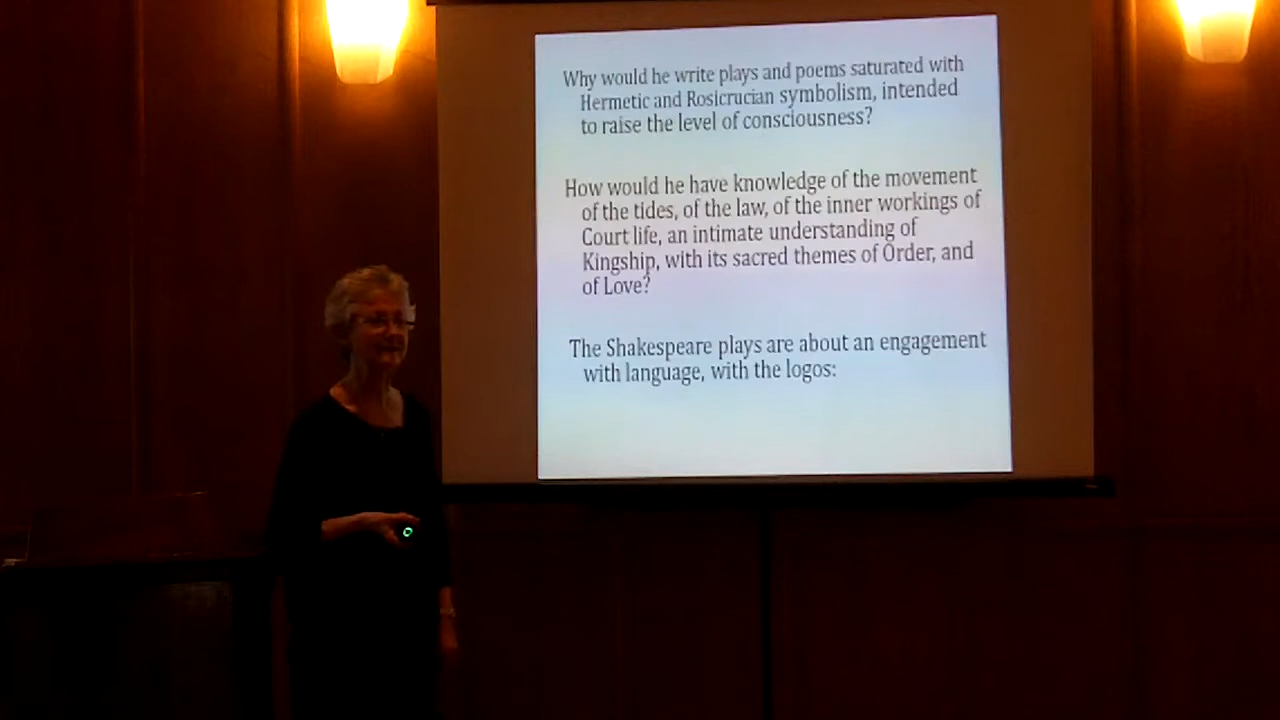 Why would he write plays and poems saturated with
Hermetic and Rosicrucian symbolism, intended
to raise the level of consciousness?
How would he have knowledge of the movement
of the tides, of the law, of the inner workings of
Court life, an intimate understanding of
Kingship, with its sacred themes of Order, and
of Love?
The Shakespeare plays are about an engagement
with language, with the logos: